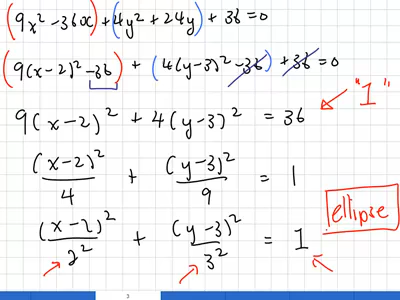 (9x² - 36x) + (4y² + 24y) + 36 = 0
(9(x-2)² - 36) + (4(y-3)² - 36) + 36 = 0
9(x-2)² + 4(y-3)² = 36 "1"
(x-2)²/4 + (y-3)²/9 = 1
ellipse
(x-2)²/2² + (y-3)²/3² = 1
3